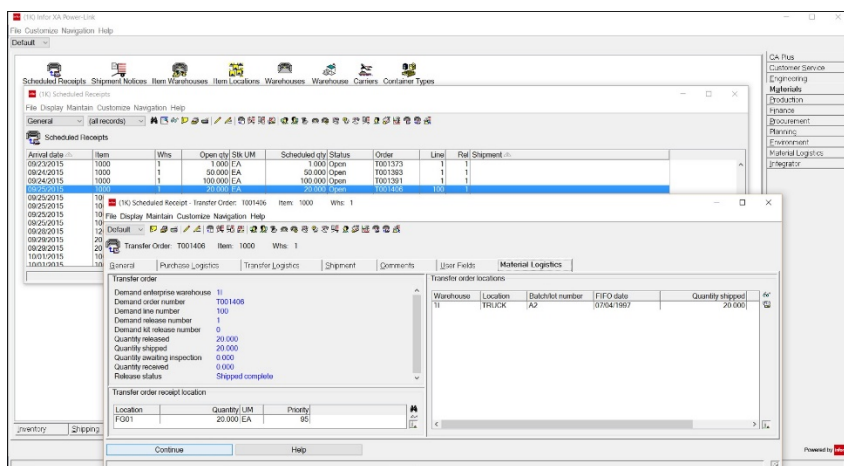 (1K) Infor XA Power-Link
File Customize Navigation Help
Default
Scheduled Receipts Shipment Notices Item Warehouses Item Locations Warehouses Warehouse Carriers Container Types
CA Plus
Customer Service
Engineering
Materials
Production
Finance
Procurement
Planning
Environment
Material Logistics
Integrator
(1K) Scheduled Receipts
File Display Maintain Customize Navigation Help
General (all records)
Scheduled Receipts
Arrival date Item Whs Open qty Stk UM Scheduled qty Status Order Line Rel Shipment
09/23/2015 1000 1 1.000 EA 1.000 Open T001373 1 1
09/24/2015 1000 1 50.000 EA 50.000 Open T001393 1 1
09/24/2015 1000 1 100.000 EA 100.000 Open T001391 1 1
09/25/2015 1000 1 20.000 EA 20.000 Open T001406 100 1
09/25/2015 10
09/25/2015 10
09/25/2015 10
09/25/2015 10
09/28/2015 12
09/29/2015 20
09/29/2015 20
10/01/2015 10
10/01/2015
(1K) Scheduled Receipt - Transfer Order: T001406 Item: 1000 Whs: 1
File Display Maintain Customize Navigation Help
Default
Transfer Order: T001406 Item: 1000 Whs: 1
General Purchase Logistics Transfer Logistics Shipment Comments User Fields Material Logistics
Transfer order
Demand enterprise warehouse 1I
Demand order number T001406
Demand line number 100
Demand release number 1
Demand kit release number 0
Quantity released 20.000
Quantity shipped 20.000
Quantity awaiting inspection 0.000
Quantity received 0.000
Release status Shipped complete
Transfer order receipt location
Location Quantity UM Priority
FG01 20.000 EA 95
Transfer order locations
Warehouse Location Batch/lot number FIFO date Quantity shipped
1I TRUCK A2 07/04/1997 20.000
Continue Help
Inventory Shipping
Powered by infor